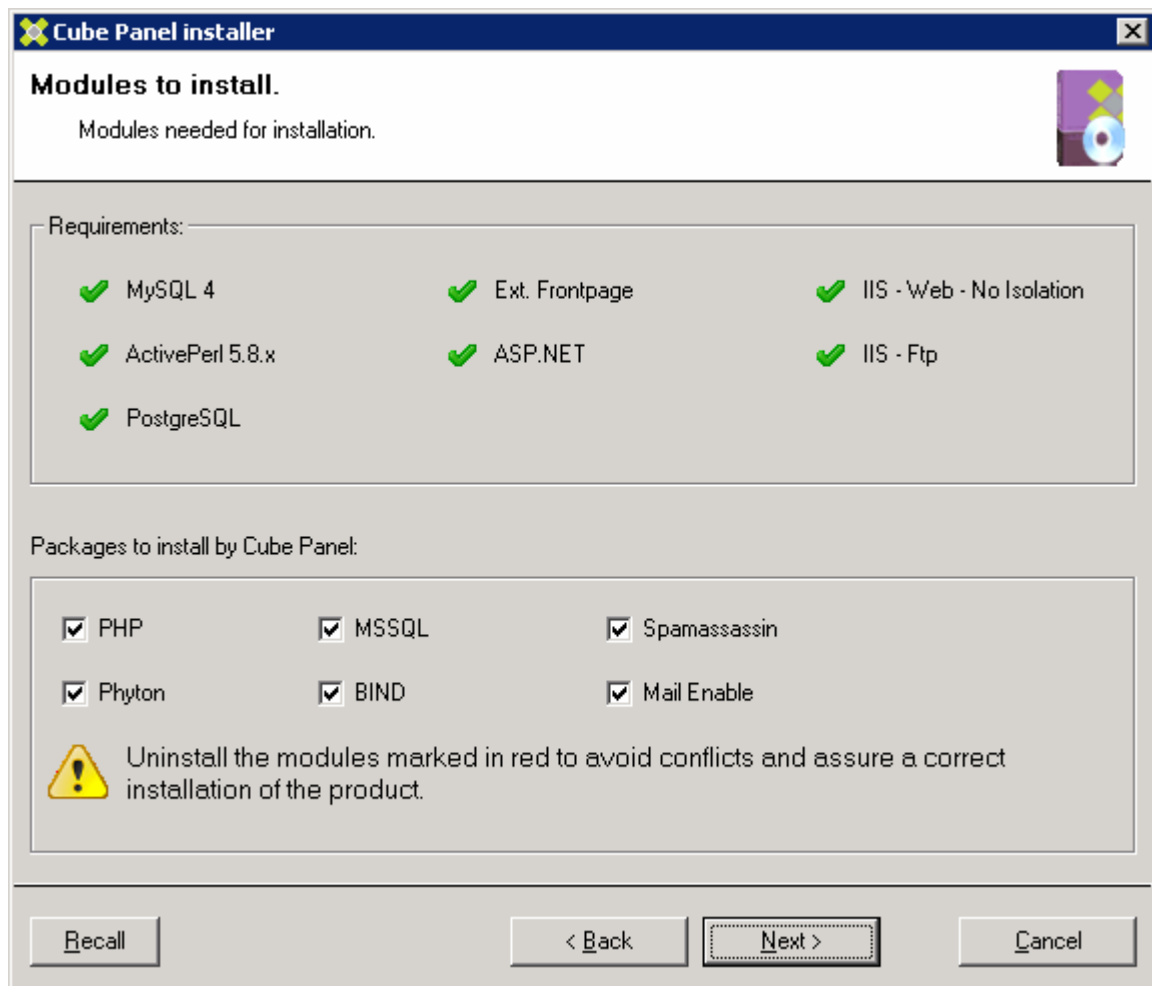 Cube Panel installer
Modules to install.
Modules needed for installation.
Requirements:
MySQL 4
Ext. Frontpage
IIS - Web - No Isolation
ActivePerl 5.8.x
ASP.NET
IIS - Ftp
PostgreSQL
Packages to install by Cube Panel:
PHP
MSSQL
Spamassassin
Phyton
BIND
Mail Enable
Uninstall the modules marked in red to avoid conflicts and assure a correct
installation of the product.
Recall
< Back
Next >
Cancel